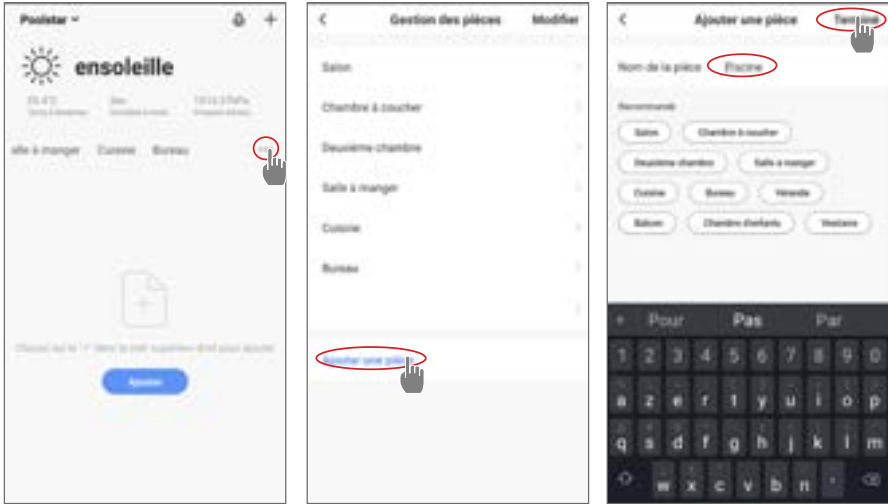 Poolstar
+
ensoleille
alle à manger Cuisine Bureau
Ajouter
Gestion des pièces Modifier
Salon
Chambre à coucher
Deuxième chambre
Salle à manger
Cuisine
Bureau
Ajouter une pièce
Ajouter une pièce Terminé
Nom de la pièce Piscine
Recommandé
Salon Chambre à coucher
Deuxième chambre Salle à manger
Cuisine Bureau Véranda
Balcon Chambre d'enfants Vestiaire
+ Pour Pas Par
1 2 3 4 5 6 7 8 9 0
a z e r t y u i o p
q s d f g h j k l m
w x c v b n '